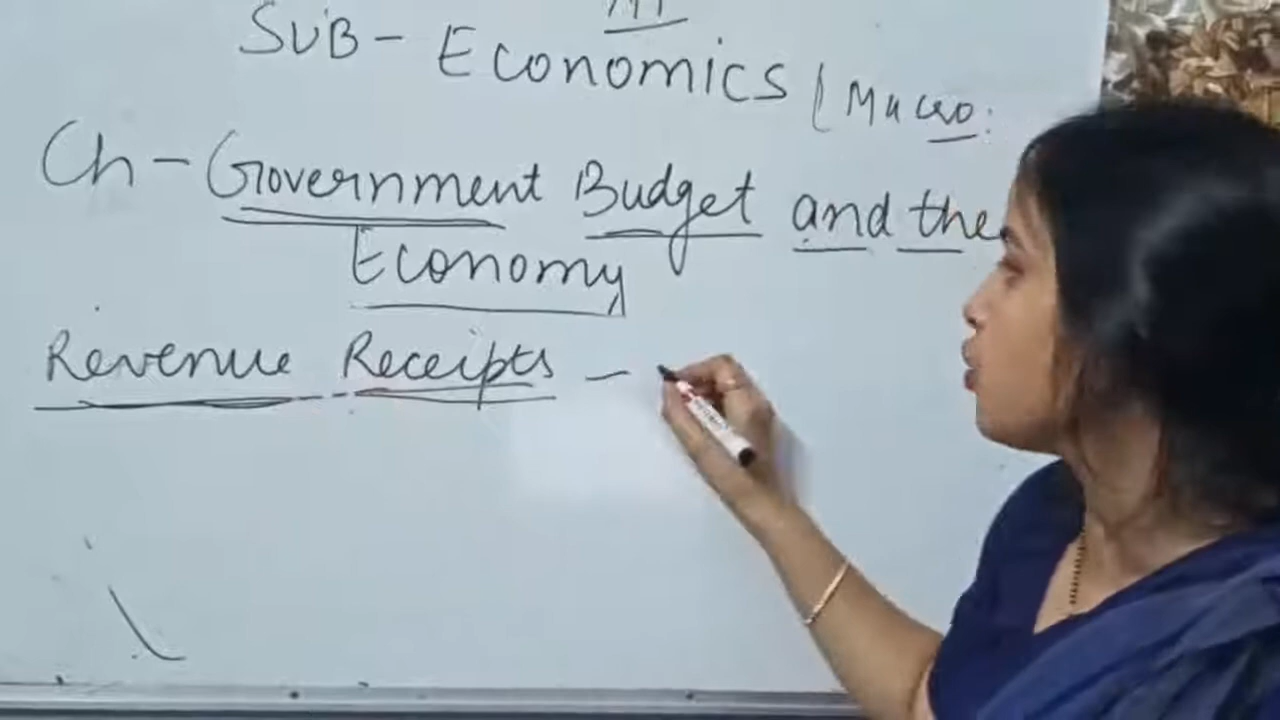 SUB - Economics (Macro.
Ch - Government Budget and the
Economy
Revenue Receipts -